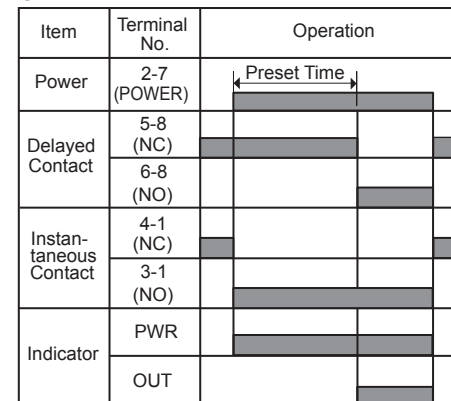 Item
Terminal
No.
Operation
Power
2-7
(POWER)
Preset Time
Delayed
Contact
5-8
(NC)
6-8
(NO)
Instan-
taneous
Contact
4-1
(NC)
3-1
(NO)
Indicator
PWR
OUT